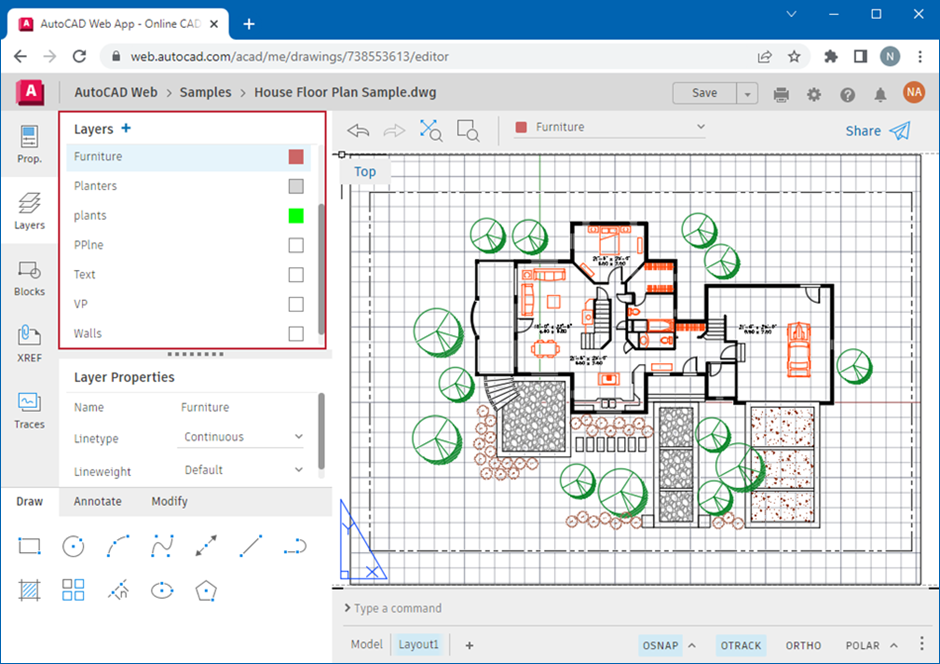 AutoCAD Web App - Online CAD
web.autocad.com/acad/me/drawings/738553613/editor
N
A
AutoCAD Web > Samples > House Floor Plan Sample.dwg
Save
NA
Prop.
Layers
Blocks
XREF
Traces
Layers +
Furniture
Planters
plants
PPlne
Text
VP
Walls
Layer Properties
Name Furniture
Linetype Continuous
Lineweight Default
Draw Annotate Modify
Furniture
Share
Top
Y
X
Type a command
Model Layout1 +
OSNAP OTRACK ORTHO POLAR